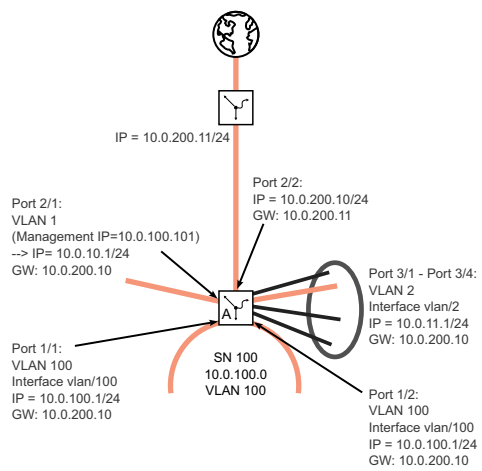 IP = 10.0.200.11/24
Port 2/2:
IP = 10.0.200.10/24
GW: 10.0.200.11
Port 2/1:
VLAN 1
(Management IP=10.0.100.101)
--> IP= 10.0.10.1/24
GW: 10.0.200.10
Port 3/1 - Port 3/4:
VLAN 2
Interface vlan/2
IP = 10.0.11.1/24
GW: 10.0.200.10
A
Port 1/1:
VLAN 100
Interface vlan/100
IP = 10.0.100.1/24
GW: 10.0.200.10
SN 100
10.0.100.0
VLAN 100
Port 1/2:
VLAN 100
Interface vlan/100
IP = 10.0.100.1/24
GW: 10.0.200.10